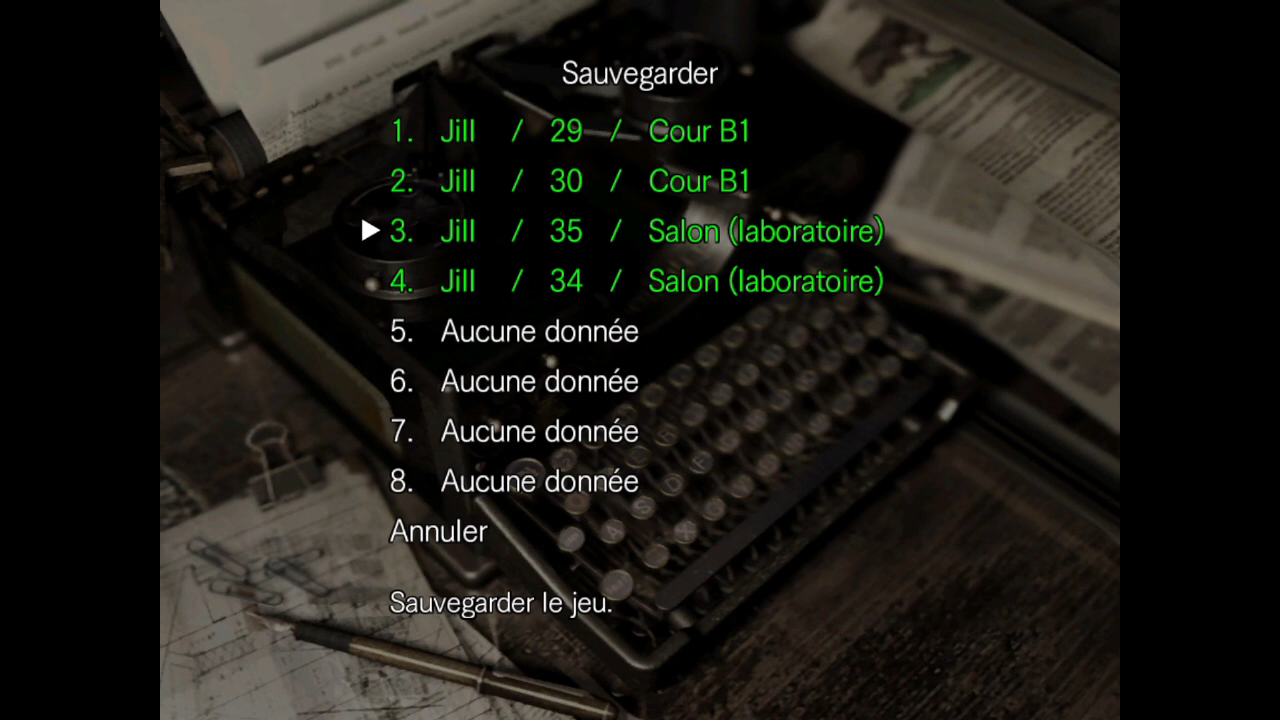 Sauvegarder
1. Jill / 29 / Cour B1
2. Jill / 30 / Cour B1
3. Jill / 35 / Salon (laboratoire)
4. Jill / 34 / Salon (laboratoire)
5. Aucune donnée
6. Aucune donnée
7. Aucune donnée
8. Aucune donnée
Annuler
Sauvegarder le jeu.